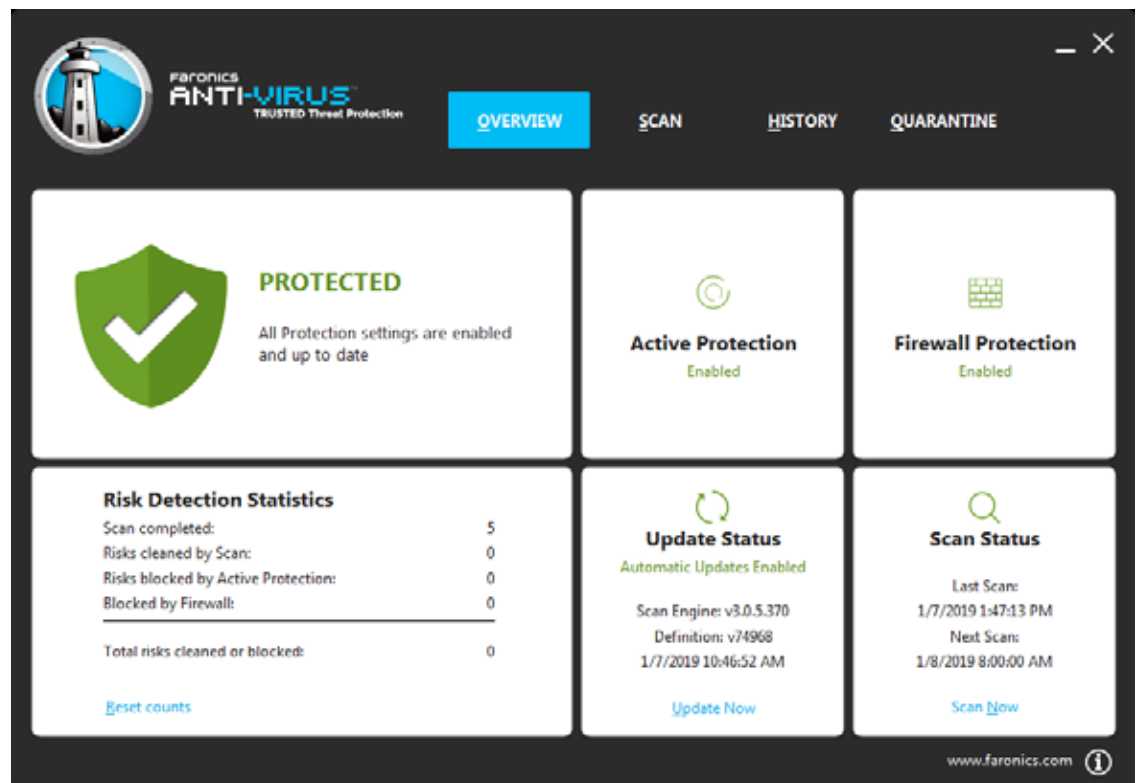 Faronics
ANTI-VIRUS™
TRUSTED Threat Protection
OVERVIEW
SCAN
HISTORY
QUARANTINE
PROTECTED
All Protection settings are enabled
and up to date
Active Protection
Enabled
Firewall Protection
Enabled
Risk Detection Statistics
Scan completed: 5
Risks cleaned by Scan: 0
Risks blocked by Active Protection: 0
Blocked by Firewall: 0
Total risks cleaned or blocked: 0
Reset counts
Update Status
Automatic Updates Enabled
Scan Engine: v3.0.5.370
Definition: v74968
1/7/2019 10:46:52 AM
Update Now
Scan Status
Last Scan:
1/7/2019 1:47:13 PM
Next Scan:
1/8/2019 8:00:00 AM
Scan Now
www.faronics.com